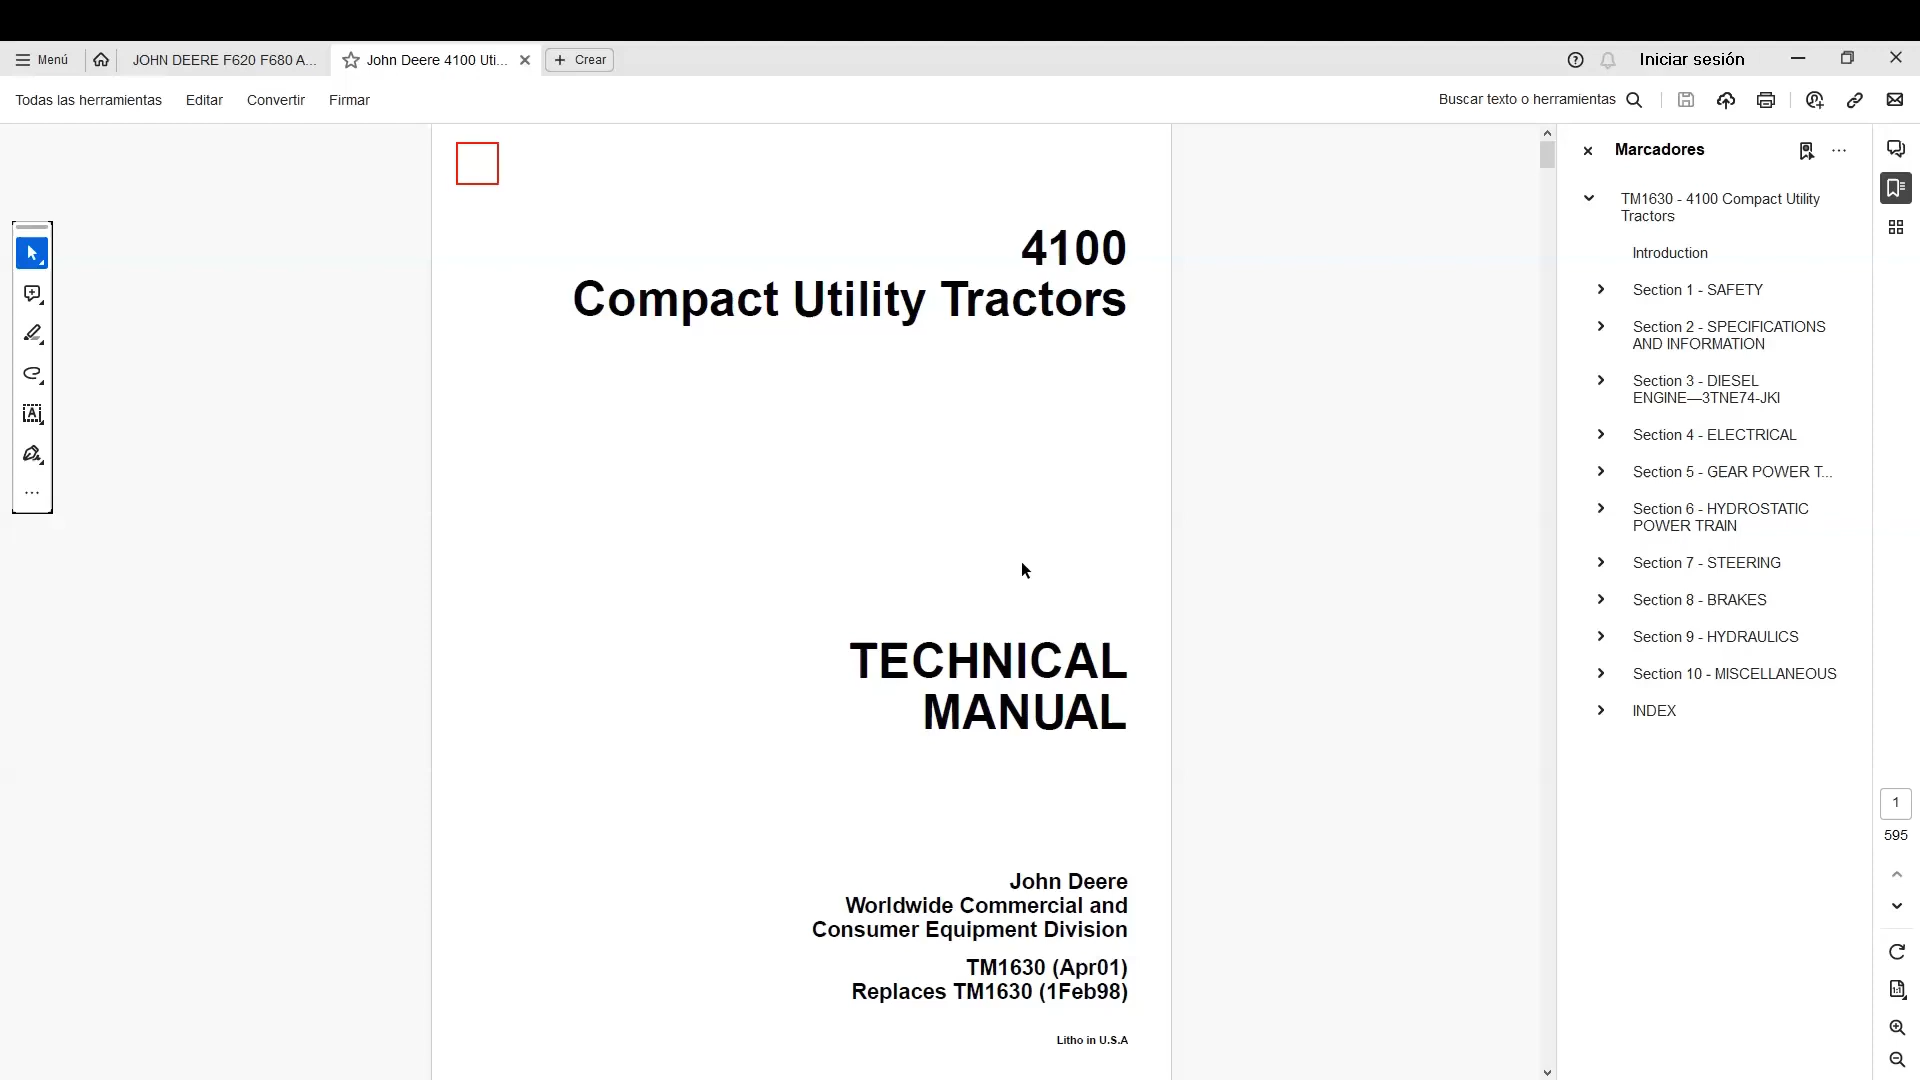 Menú
JOHN DEERE F620 F680 A...
John Deere 4100 Uti...
Crear
Iniciar sesión
Todas las herramientas
Editar
Convertir
Firmar
Buscar texto o herramientas
4100
Compact Utility Tractors
TECHNICAL
MANUAL
John Deere
Worldwide Commercial and
Consumer Equipment Division
TM1630 (Apr01)
Replaces TM1630 (1Feb98)
Litho in U.S.A
Marcadores
TM1630 - 4100 Compact Utility
Tractors
Introduction
Section 1 - SAFETY
Section 2 - SPECIFICATIONS
AND INFORMATION
Section 3 - DIESEL
ENGINE—3TNE74-JKI
Section 4 - ELECTRICAL
Section 5 - GEAR POWER T...
Section 6 - HYDROSTATIC
POWER TRAIN
Section 7 - STEERING
Section 8 - BRAKES
Section 9 - HYDRAULICS
Section 10 - MISCELLANEOUS
INDEX
1
595